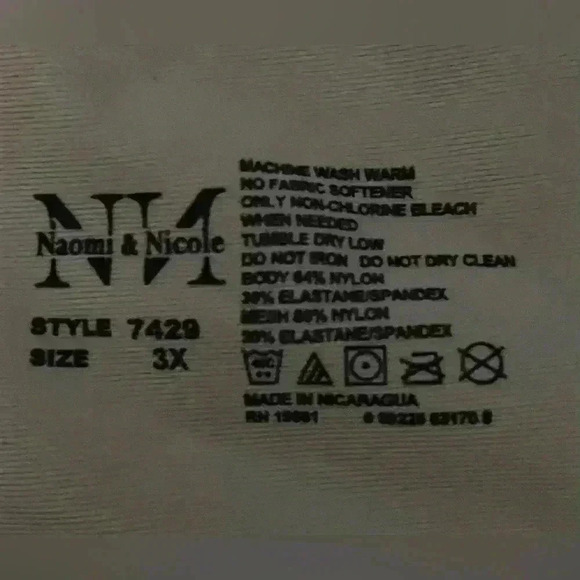 Naomi & Nicole
STYLE 7429
SIZE 3X
MACHINE WASH WARM
NO FABRIC SOFTENER
ONLY NON-CHLORINE BLEACH
WHEN NEEDED
TUMBLE DRY LOW
DO NOT IRON DO NOT DRY CLEAN
BODY 64% NYLON
36% ELASTANE/SPANDEX
MESH 80% NYLON
20% ELASTANE/SPANDEX
MADE IN NICARAGUA
RN